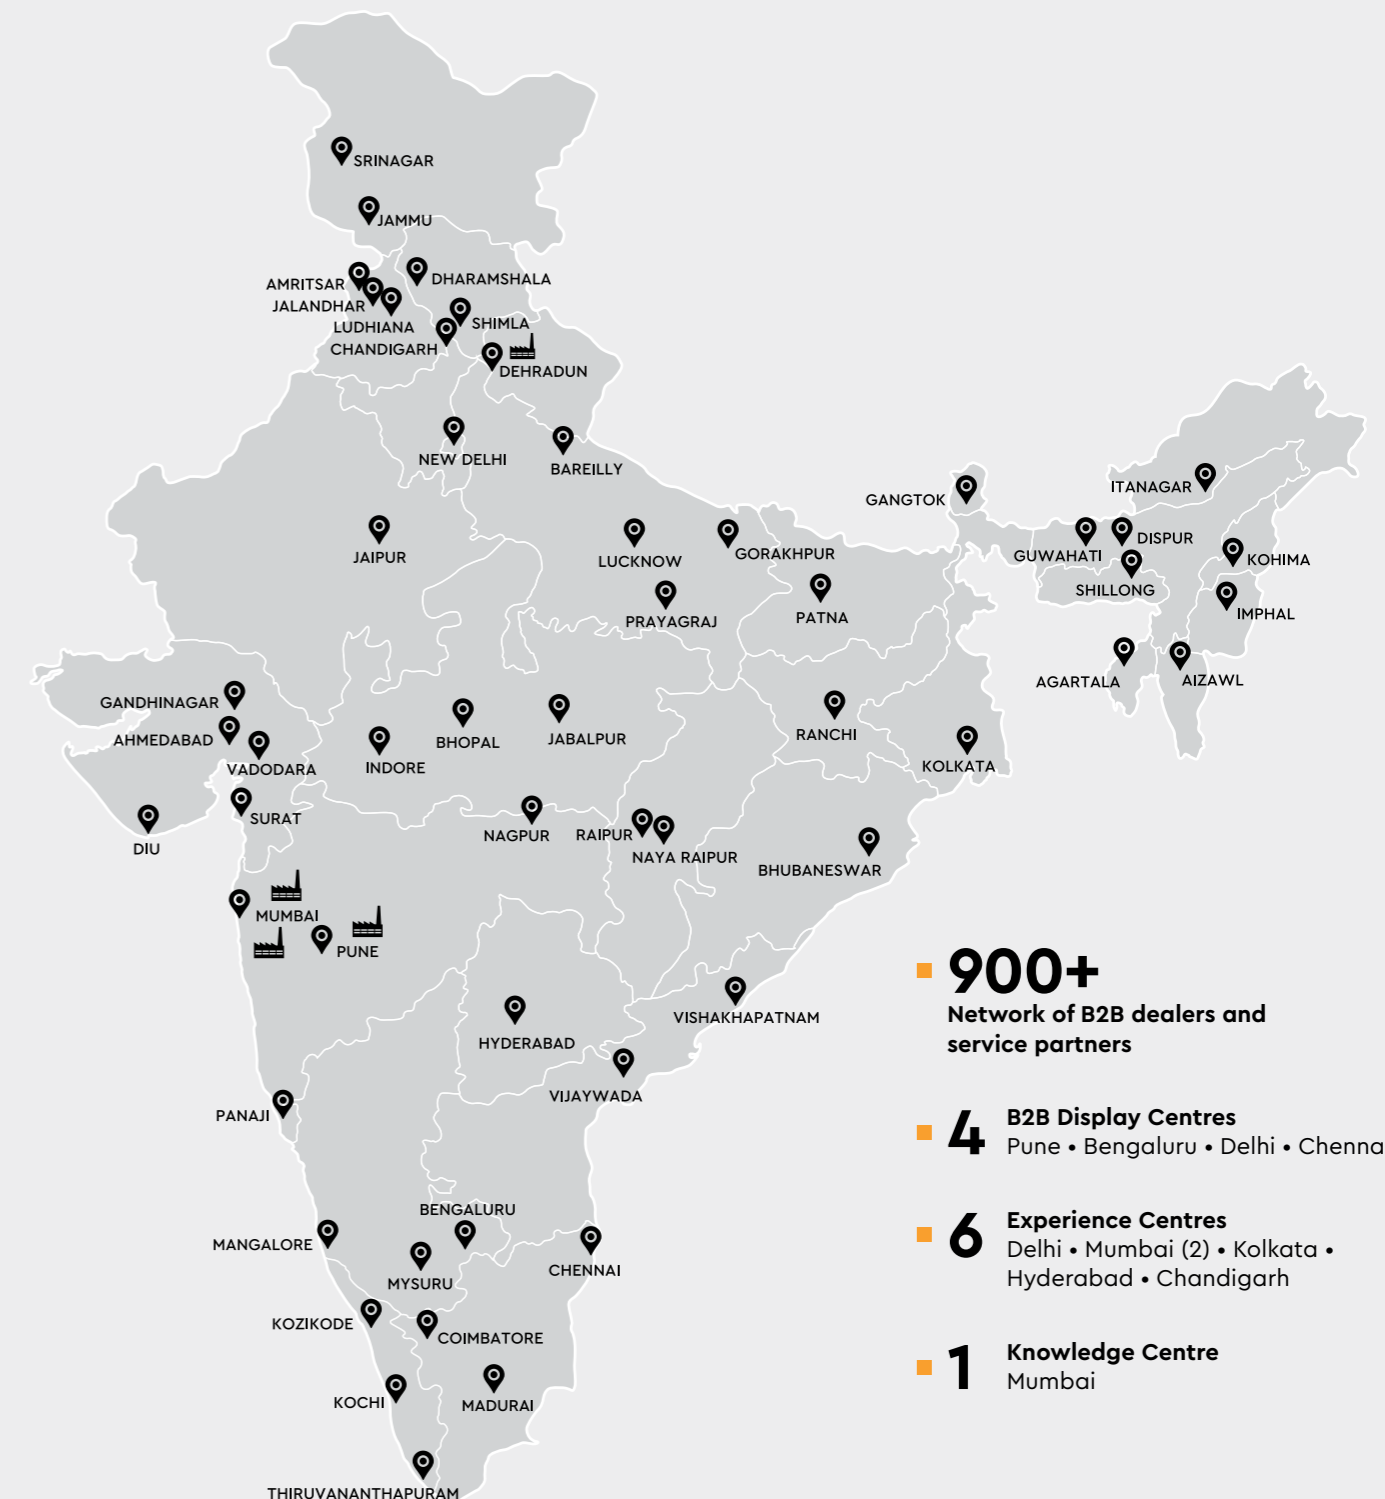 SRINAGAR
JAMMU
AMRITSAR
DHARAMSHALA
JALANDHAR
LUDHIANA
SHIMLA
CHANDIGARH
DEHRADUN
NEW DELHI
BAREILLY
GANGTOK
ITANAGAR
JAIPUR
LUCKNOW
GORAKHPUR
GUWAHATI
DISPUR
KOHIMA
SHILLONG
PRAYAGRAJ
PATNA
IMPHAL
AGARTALA
AIZAWL
GANDHINAGAR
AHMEDABAD
VADODARA
INDORE
BHOPAL
JABALPUR
RANCHI
KOLKATA
SURAT
DIU
NAGPUR
RAIPUR
NAYA RAIPUR
BHUBANESWAR
MUMBAI
PUNE
HYDERABAD
VISHAKHAPATNAM
VIJAYWADA
PANAJI
BENGALURU
MANGALORE
MYSURU
CHENNAI
KOZIKODE
COIMBATORE
KOCHI
MADURAI
THIRUVANANTHAPURAM
900+
Network of B2B dealers and
service partners
4 B2B Display Centres
Pune • Bengaluru • Delhi • Chenna
6 Experience Centres
Delhi • Mumbai (2) • Kolkata •
Hyderabad • Chandigarh
1 Knowledge Centre
Mumbai